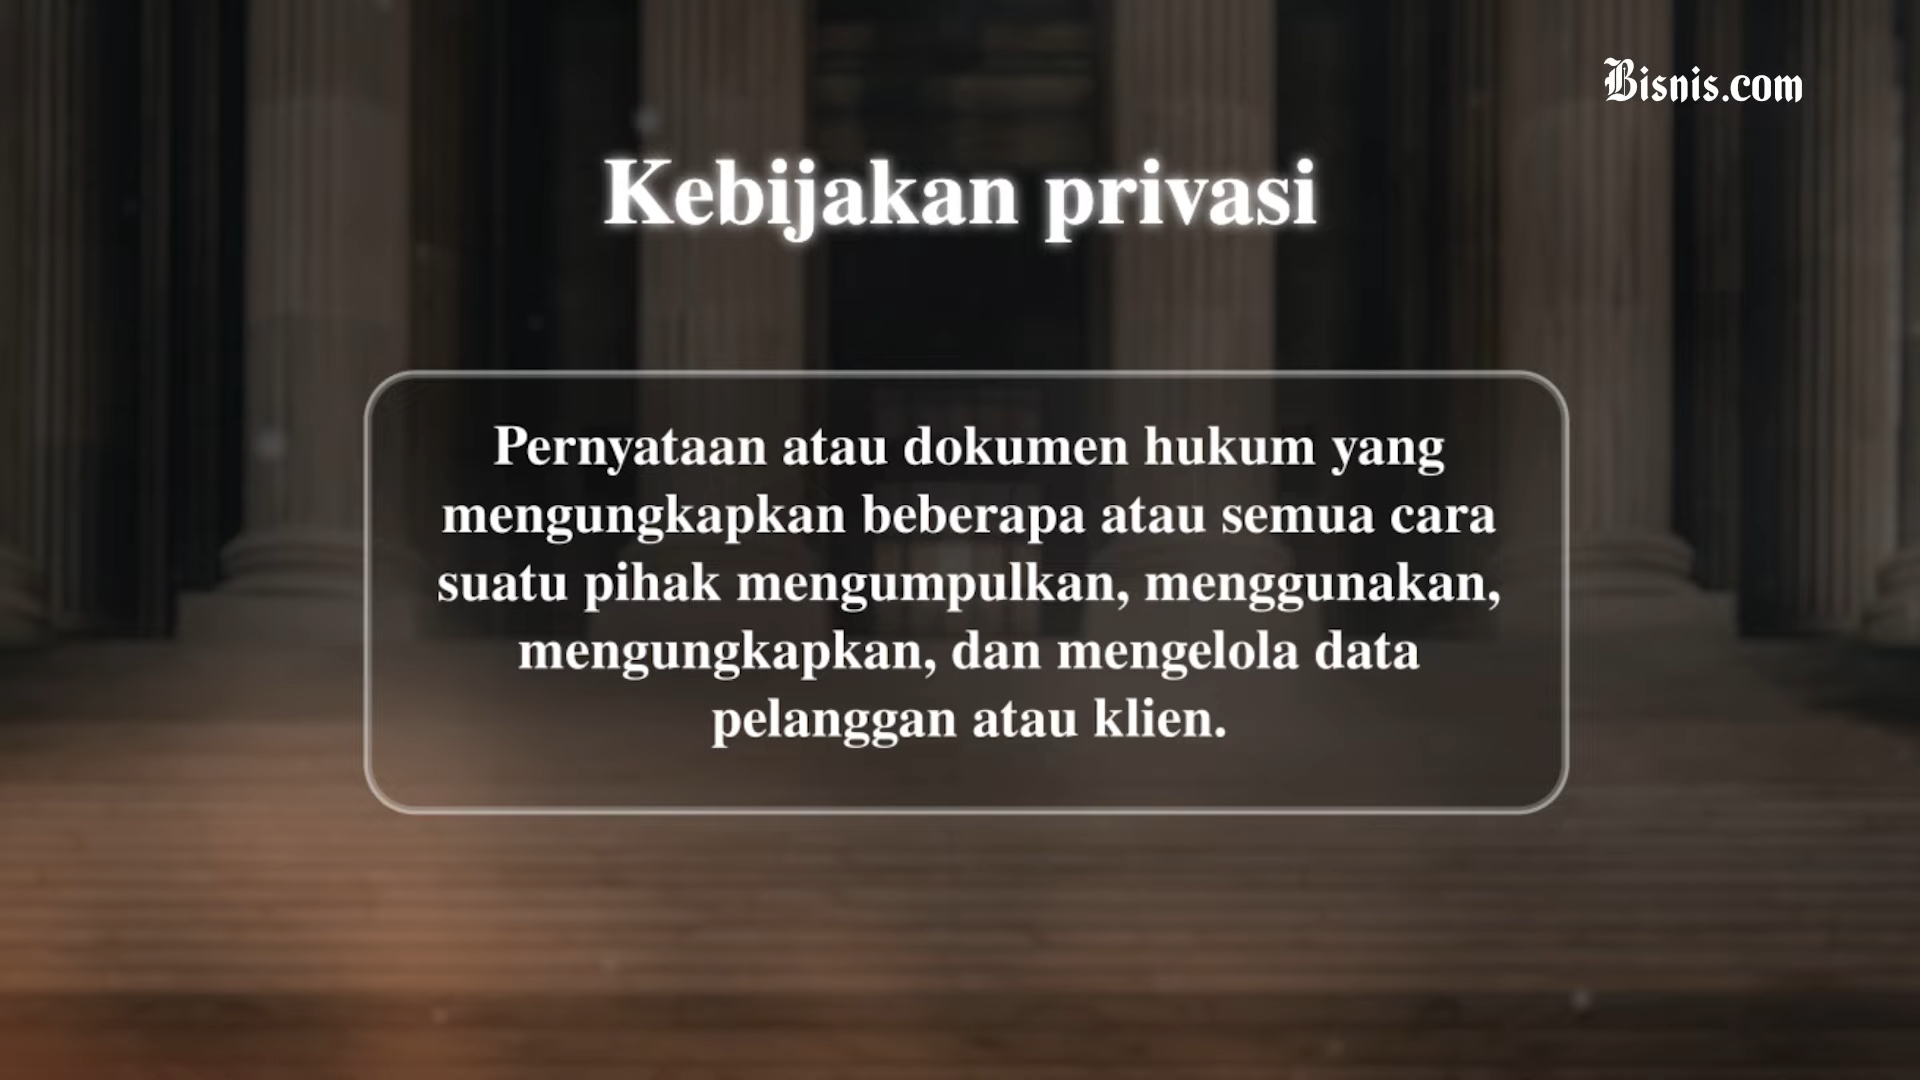 Bisnis.com
Kebijakan privasi
Pernyataan atau dokumen hukum yang
mengungkapkan beberapa atau semua cara
suatu pihak mengumpulkan, menggunakan,
mengungkapkan, dan mengelola data
pelanggan atau klien.